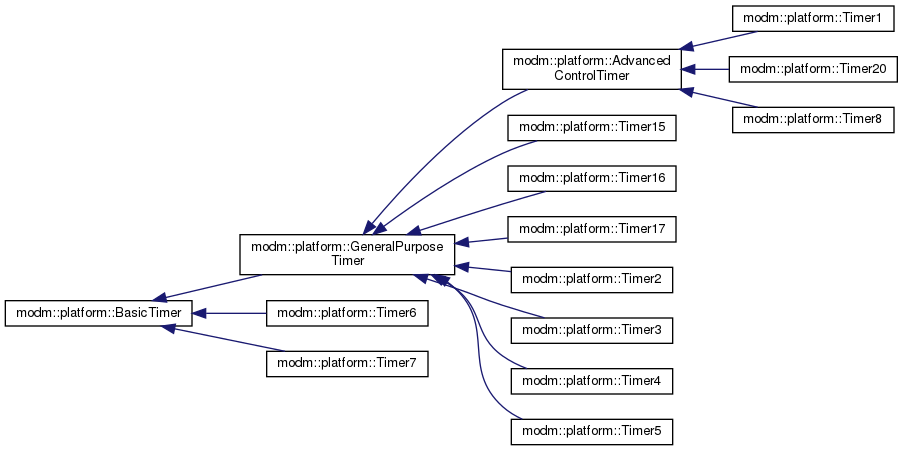 modm::platform::Timer1
modm::platform::Advanced
ControlTimer
modm::platform::Timer20
modm::platform::Timer8
modm::platform::Timer15
modm::platform::Timer16
modm::platform::Timer17
modm::platform::GeneralPurpose
Timer
modm::platform::Timer2
modm::platform::BasicTimer
modm::platform::Timer6
modm::platform::Timer3
modm::platform::Timer7
modm::platform::Timer4
modm::platform::Timer5